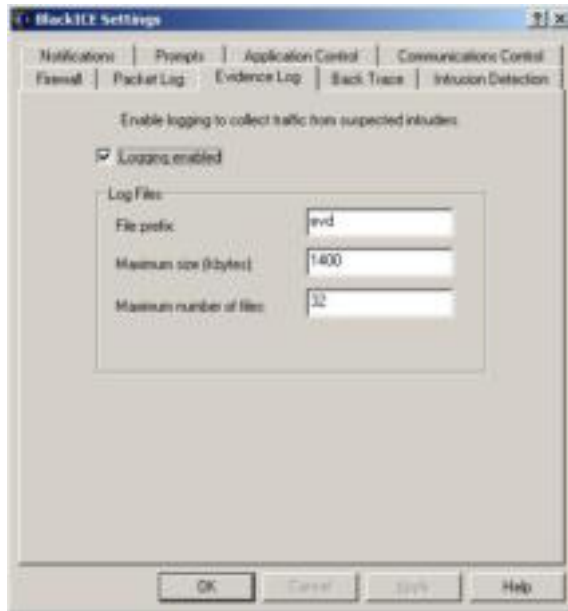 BlackICE Settings
Notifications Prompts Application Control Communications Control
Firewall Packet Log Evidence Log Back Trace Intrusion Detection
Enable logging to collect traffic from suspected intruders
Logging enabled
Log Files
File prefix
evd
Maximum size (kbytes)
1400
Maximum number of files
32
OK Cancel Apply Help